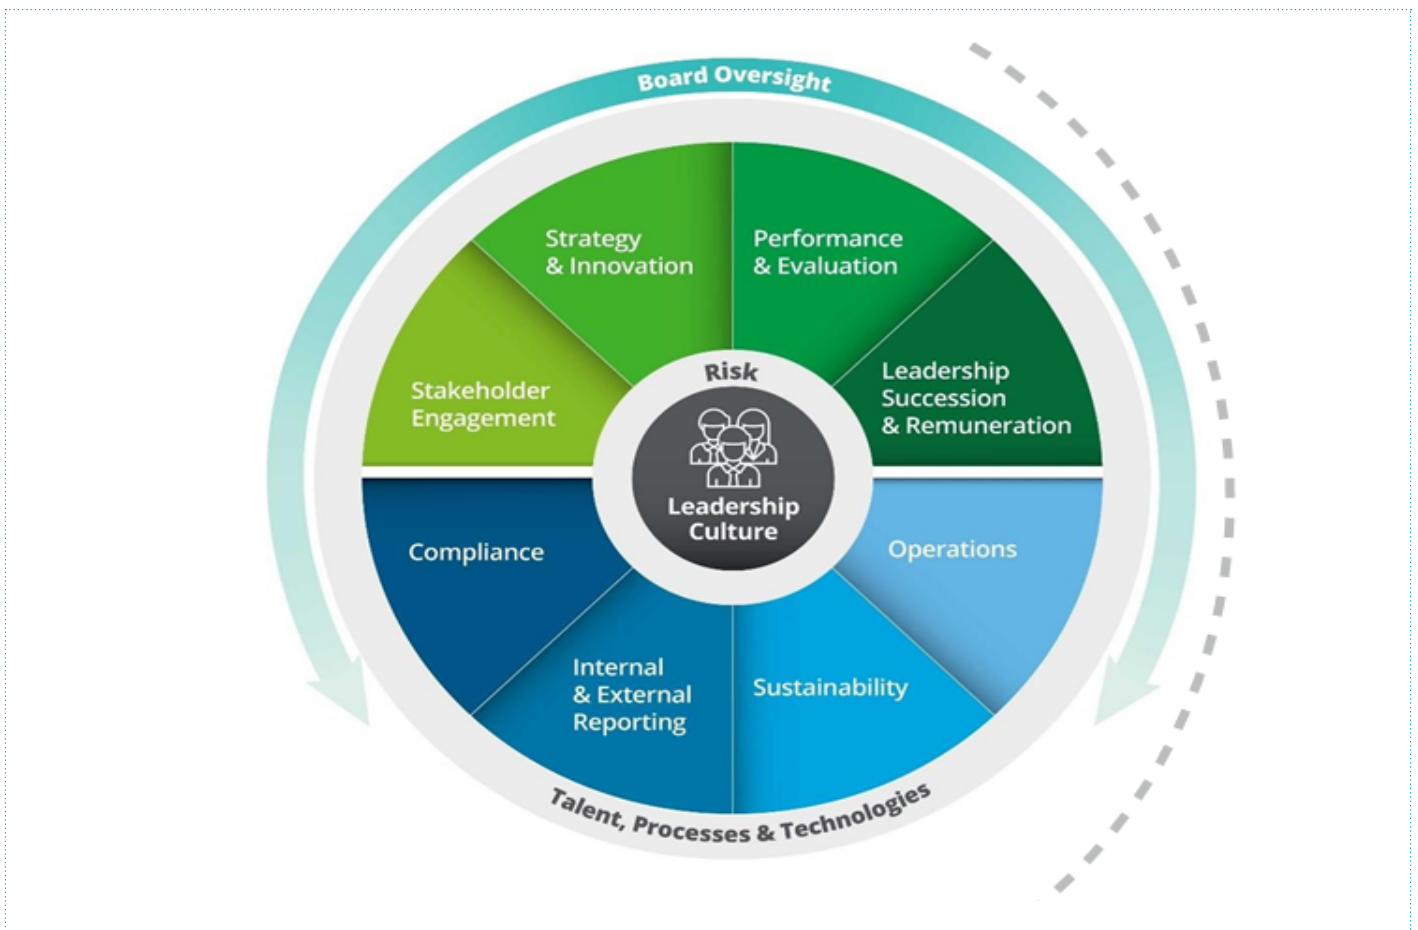 Board Oversight
Strategy
& Innovation
Performance
& Evaluation
Stakeholder
Engagement
Leadership
Succession
& Remuneration
Risk
Leadership
Culture
Compliance
Operations
Internal
& External
Reporting
Sustainability
Talent, Processes & Technologies